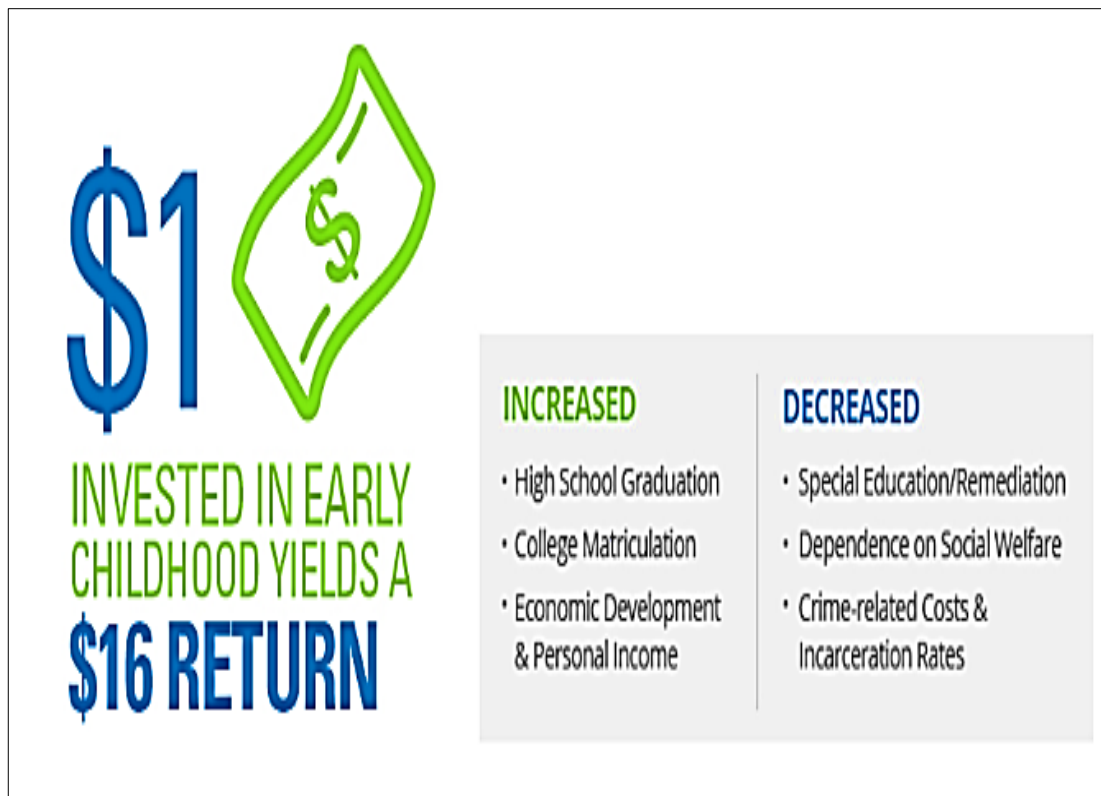 $1
$
INVESTED IN EARLY
CHILDHOOD YIELDS A
$16 RETURN
INCREASED
• High School Graduation
• College Matriculation
• Economic Development
& Personal Income
DECREASED
• Special Education/Remediation
• Dependence on Social Welfare
• Crime-related Costs &
Incarceration Rates